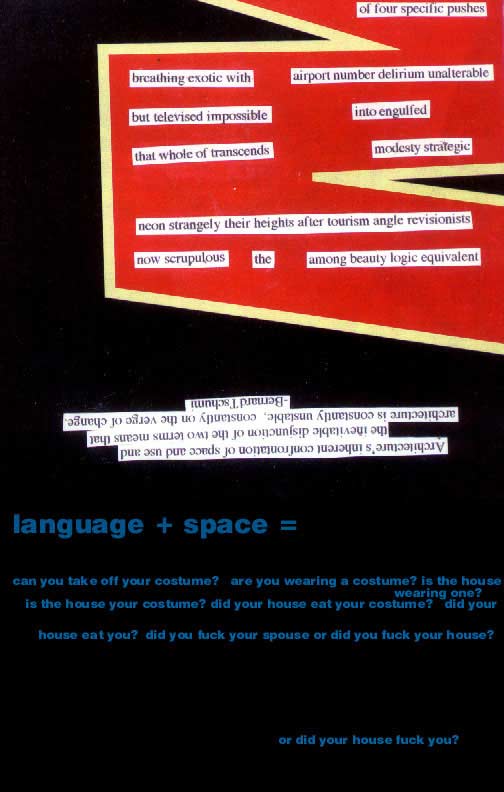 of four specific pushes
breathing exotic with airport number delirium unalterable
but televised impossible into engulfed
that whole of transcends modesty strategic
neon strangely their heights after tourism angle revisionists
now scrupulous the among beauty logic equivalent
Architecture's inherent confrontation of space and use and
the inevitable disjunction of the two terms means that
architecture is constantly unstable, constantly on the verge of change.
-Bernard Tschumi
language + space =
can you take off your costume? are you wearing a costume? is the house
wearing one?
is the house your costume? did your house eat your costume? did your
house eat you? did you fuck your spouse or did you fuck your house?
or did your house fuck you?